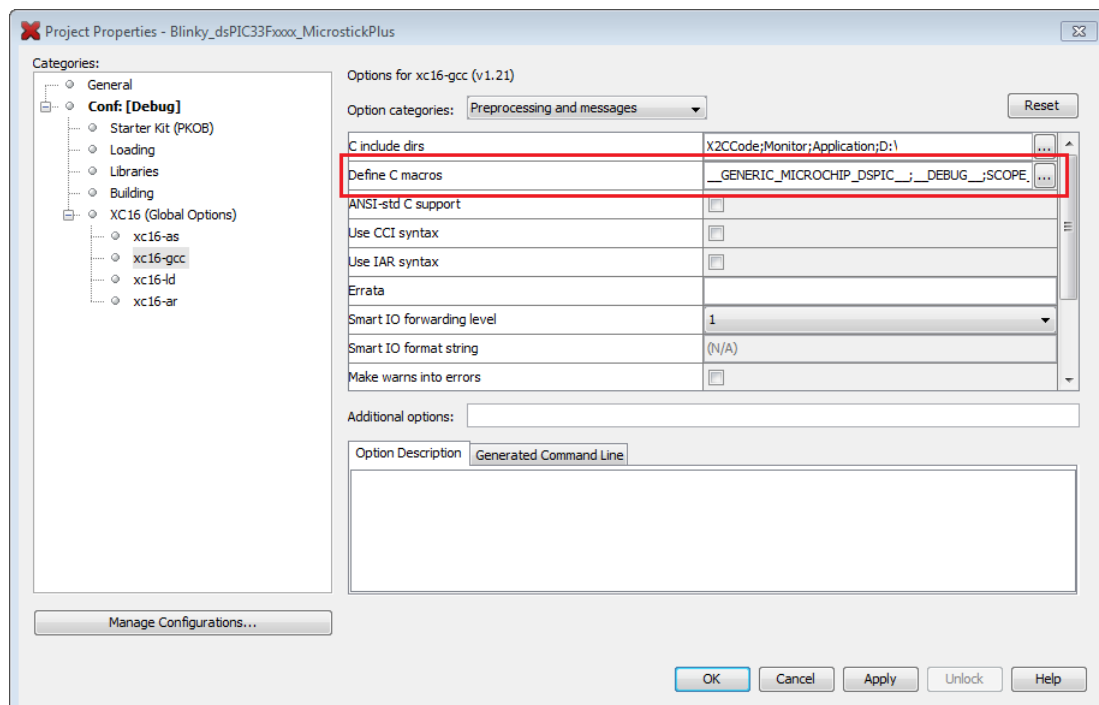 Project Properties - Blinky_dsPIC33Fxxxx_MicrostickPlus
Categories:
General
Conf: [Debug]
Starter Kit (PKOB)
Loading
Libraries
Building
XC16 (Global Options)
xc16-as
xc16-gcc
xc16-ld
xc16-ar
Manage Configurations...
Options for xc16-gcc (v1.21)
Option categories: Preprocessing and messages Reset
C include dirs X2CCode;Monitor;Application;D:\ ...
Define C macros __GENERIC_MICROCHIP_DSPIC__;__DEBUG__;SCOPE_ ...
ANSI-std C support
Use CCI syntax
Use IAR syntax
Errata
Smart IO forwarding level 1
Smart IO format string (N/A)
Make warns into errors
Additional options:
Option Description Generated Command Line
OK Cancel Apply Unlock Help